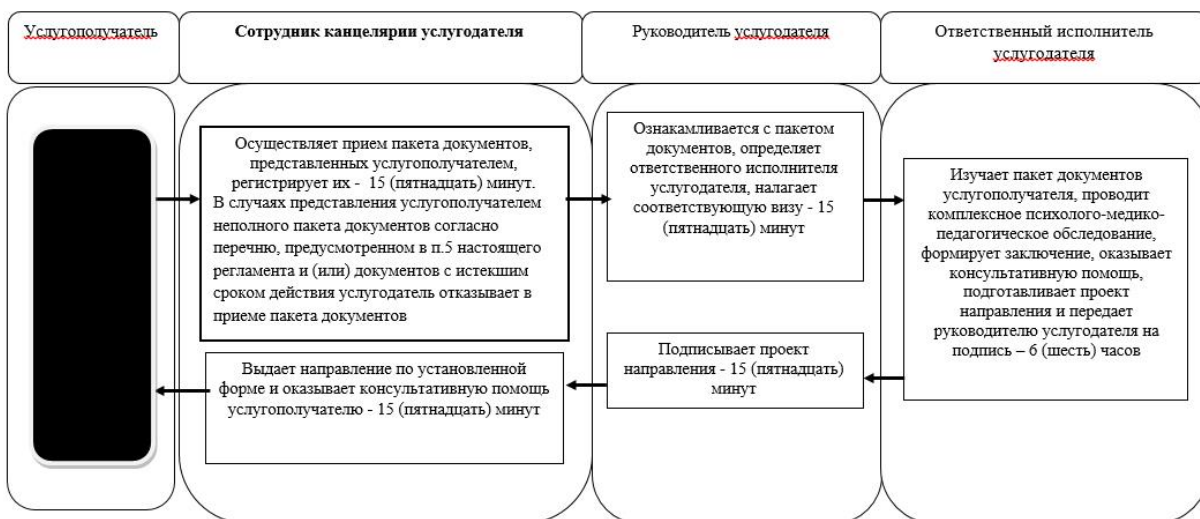 Услугополучатель
Сотрудник канцелярии услугодателя
Руководитель услугодателя
Ответственный исполнитель
услугодателя
Осуществляет прием пакета документов,
представленных услугополучателем,
регистрирует их - 15 (пятнадцать) минут.
В случаях представления услугополучателем
неполного пакета документов согласно
перечню, предусмотренном в п.5 настоящего
регламента и (или) документов с истекшим
сроком действия услугодатель отказывает в
приеме пакета документов
Ознакамливается с пакетом
документов, определяет
ответственного исполнителя
услугодателя, налагает
соответствующую визу - 15
(пятнадцать) минут
Изучает пакет документов
услугополучателя, проводит
комплексное психолого-медико-
педагогическое обследование,
формирует заключение, оказывает
консультативную помощь,
подготавливает проект
направления и передает
руководителю услугодателя на
подпись – 6 (шесть) часов
Подписывает проект
направления - 15 (пятнадцать)
минут
Выдает направление по установленной
форме и оказывает консультативную помощь
услугополучателю - 15 (пятнадцать) минут